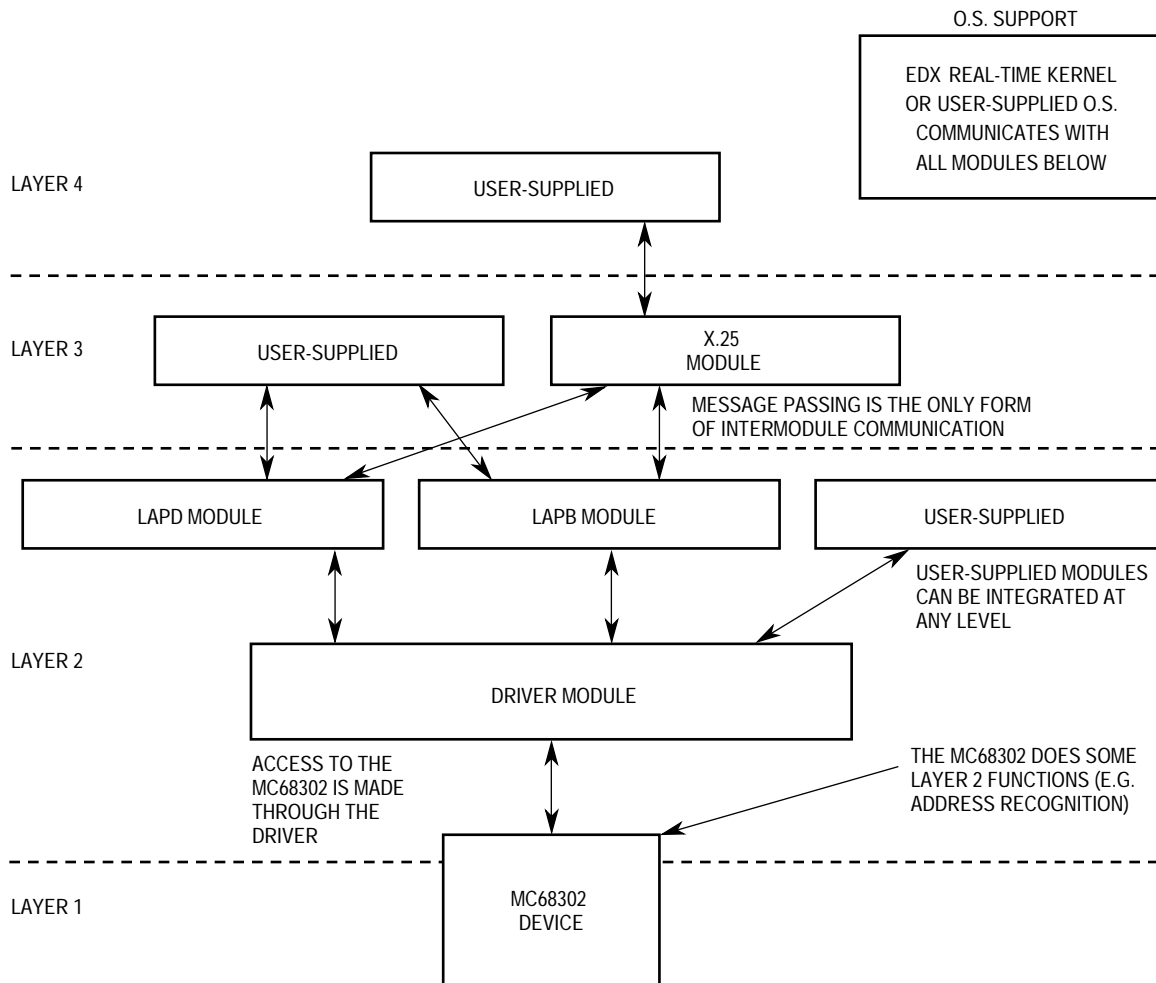 O.S. SUPPORT
EDX REAL-TIME KERNEL
OR USER-SUPPLIED O.S.
COMMUNICATES WITH
ALL MODULES BELOW
LAYER 4
USER-SUPPLIED
LAYER 3
USER-SUPPLIED
X.25
MODULE
MESSAGE PASSING IS THE ONLY FORM
OF INTERMODULE COMMUNICATION
LAPD MODULE
LAPB MODULE
USER-SUPPLIED
USER-SUPPLIED MODULES
CAN BE INTEGRATED AT
ANY LEVEL
LAYER 2
DRIVER MODULE
ACCESS TO THE
MC68302 IS MADE
THROUGH THE
DRIVER
THE MC68302 DOES SOME
LAYER 2 FUNCTIONS (E.G.
ADDRESS RECOGNITION)
LAYER 1
MC68302
DEVICE